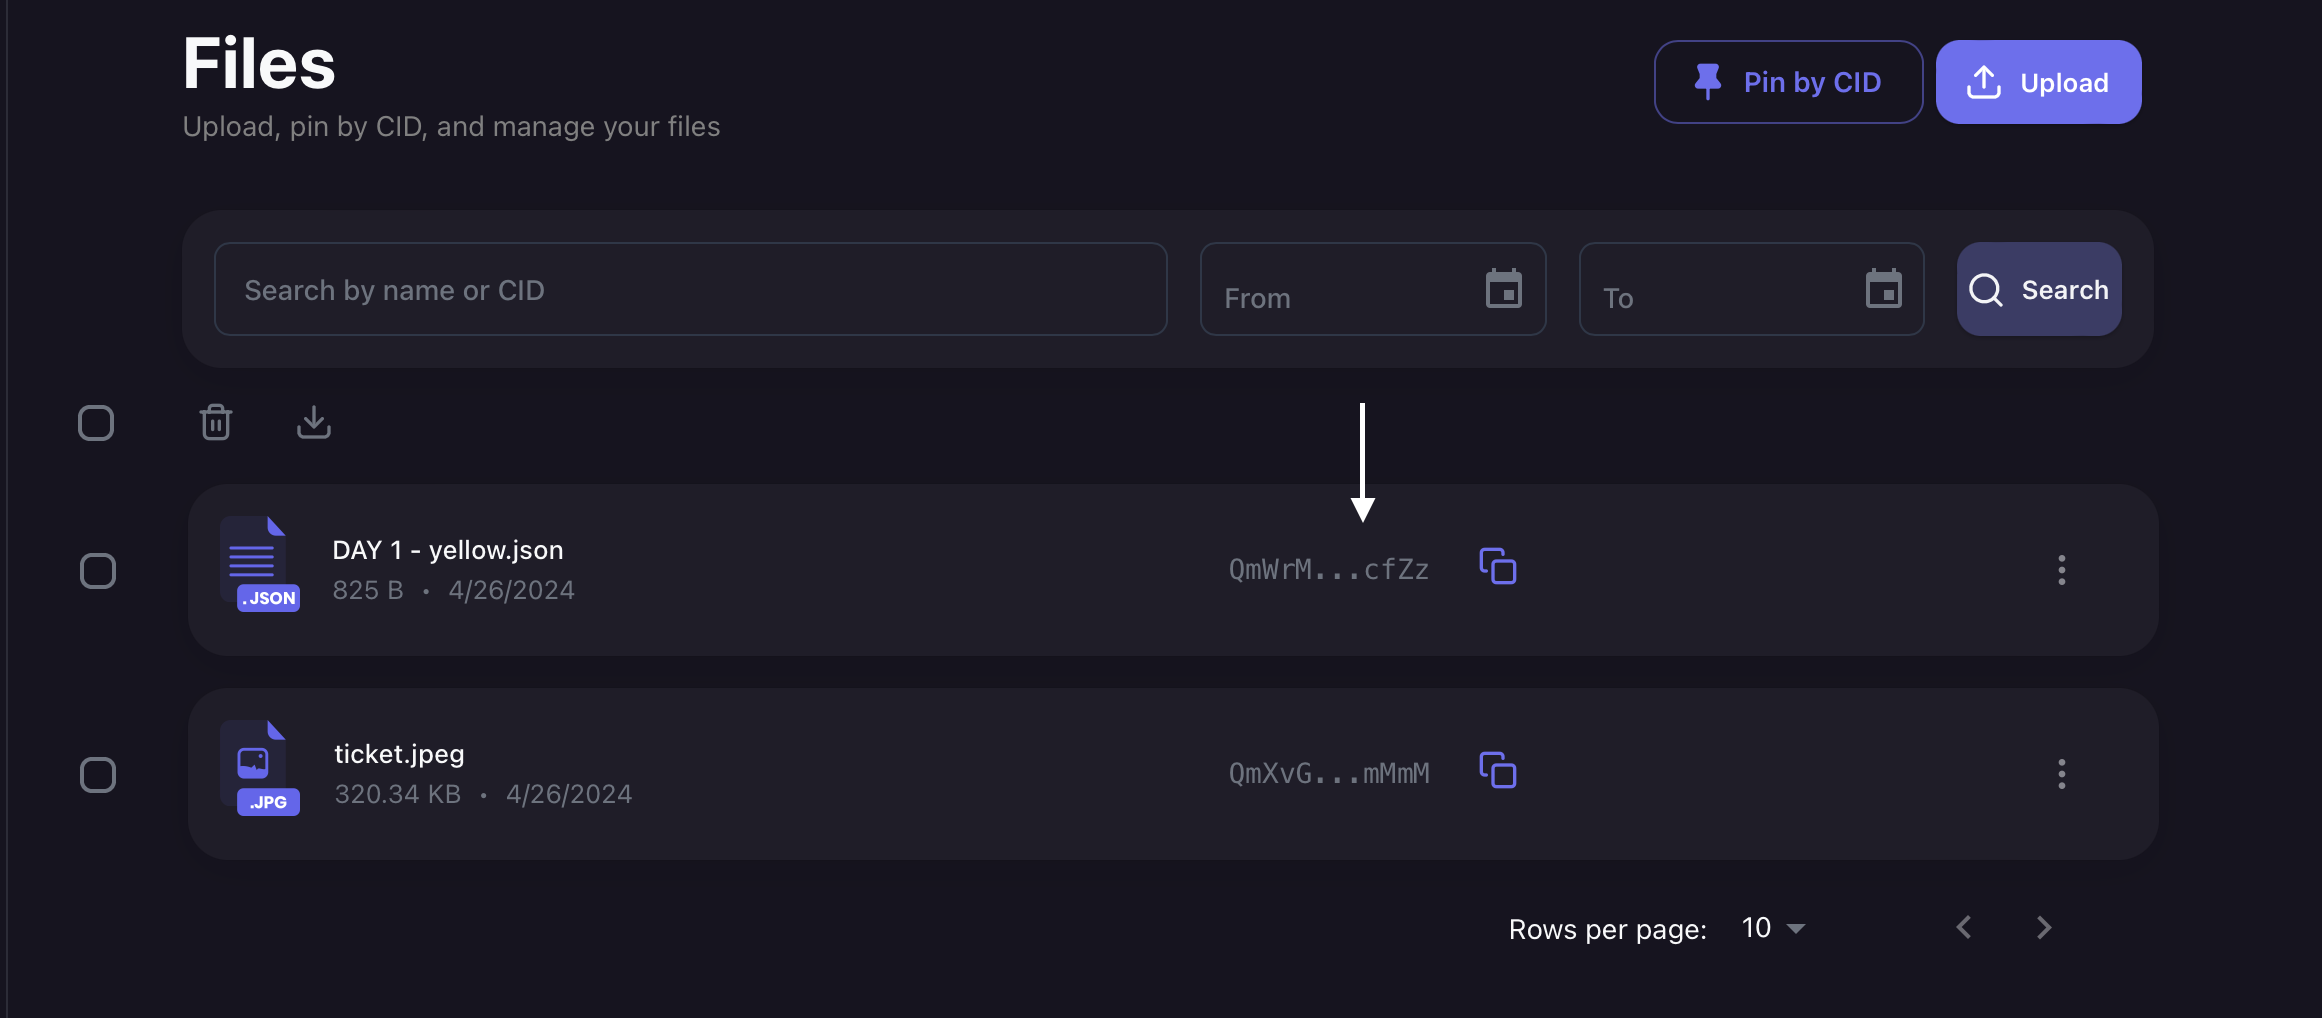 Files
Upload, pin by CID, and manage your files
Pin by CID
Upload
Search by name or CID
From
To
Search
DAY 1 - yellow.json
825 B • 4/26/2024
.JSON
QmWrM...cfZz
ticket.jpeg
320.34 KB • 4/26/2024
.JPG
QmXvG...mMmM
Rows per page: 10